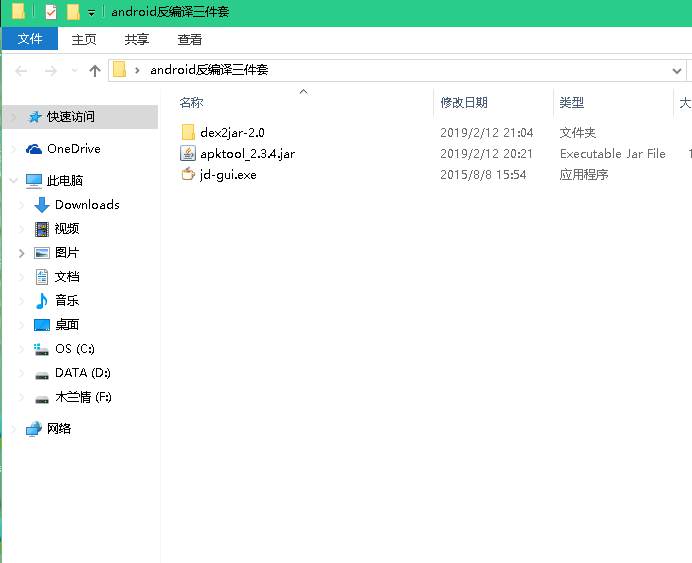 android反编译三件套
文件 主页 共享 查看
android反编译三件套
名称 修改日期 类型 大
快速访问
dex2jar-2.0 2019/2/12 21:04 文件夹
OneDrive
apktool_2.3.4.jar 2019/2/12 20:21 Executable Jar File 1
jd-gui.exe 2015/8/8 15:54 应用程序
此电脑
Downloads
视频
图片
文档
音乐
桌面
OS (C:)
DATA (D:)
木兰情 (F:)
网络